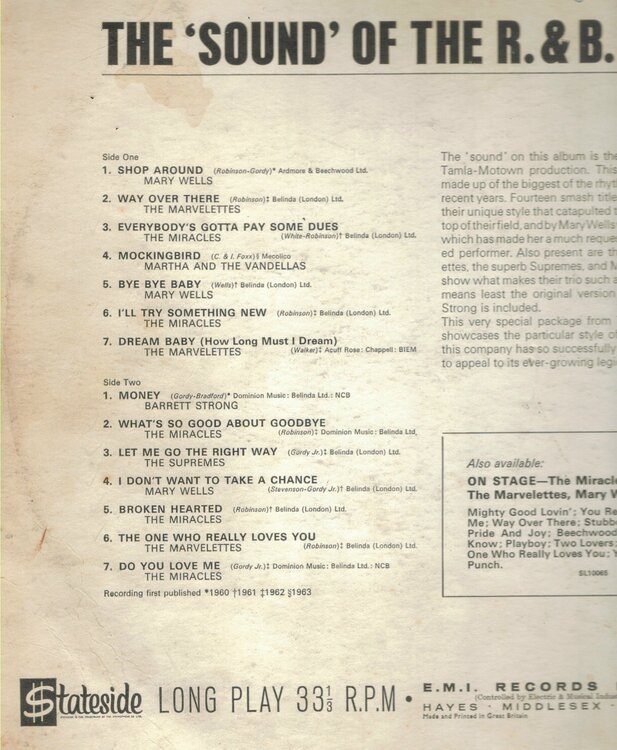 THE ‘SOUND’ OF THE R. & B.
Side One
1. SHOP AROUND (Robinson-Gordy)* Ardmore & Beechwood Ltd.
MARY WELLS
2. WAY OVER THERE (Robinson)‡ Belinda (London) Ltd.
THE MARVELETTES
3. EVERYBODY'S GOTTA PAY SOME DUES
THE MIRACLES (White-Robinson)† Belinda (London) Ltd.
4. MOCKINGBIRD (C. & I. Foxx)§ Mecolico
MARTHA AND THE VANDELLAS
5. BYE BYE BABY (Wells)† Belinda (London) Ltd.
MARY WELLS
6. I'LL TRY SOMETHING NEW (Robinson)‡ Belinda (London) Ltd.
THE MIRACLES
7. DREAM BABY (How Long Must I Dream)
THE MARVELETTES (Walker)‡ Acuff Rose : Chappell : BIEM
Side Two
1. MONEY (Gordy-Bradford)* Dominion Music : Belinda Ltd. : NCB
BARRETT STRONG
2. WHAT'S SO GOOD ABOUT GOODBYE
THE MIRACLES (Robinson)‡ Dominion Music : Belinda Ltd.
3. LET ME GO THE RIGHT WAY (Gordy Jr.)‡ Belinda (London) Ltd.
THE SUPREMES
4. I DON'T WANT TO TAKE A CHANCE
MARY WELLS (Stevenson-Gordy Jr.)† Belinda (London) Ltd.
5. BROKEN HEARTED (Robinson)† Belinda (London) Ltd.
THE MIRACLES
6. THE ONE WHO REALLY LOVES YOU
THE MARVELETTES (Robinson)‡ Belinda (London) Ltd.
7. DO YOU LOVE ME (Gordy Jr.)‡ Dominion Music : Belinda Ltd. : NCB
THE MIRACLES
Recording first published *1960 †1961 ‡1962 §1963
The ‘sound’ on this album is the
Tamla-Motown production. This
made up of the biggest of the rhyt
recent years. Fourteen smash title
their unique style that catapulted t
top of their field, and by Mary Wells
which has made her a much reque
ed performer. Also present are th
ettes, the superb Supremes, and M
show what makes their trio such a
means least the original version
Strong is included.
This very special package from
showcases the particular style of
this company has so successfully
to appeal to its ever-growing legi
Also available:
ON STAGE—The Miracle
The Marvelettes, Mary W
Mighty Good Lovin'; You Re
Me; Way Over There; Stubb
Pride And Joy; Beechwood
Know; Playboy; Two Lovers;
One Who Really Loves You; Y
Punch.
SL10065
$tateside LONG PLAY 33⅓ R.P.M •
E.M.I. RECORDS
(Controlled by Electric & Musical Indus
HAYES · MIDDLESEX ·
Made and Printed in Great Britain